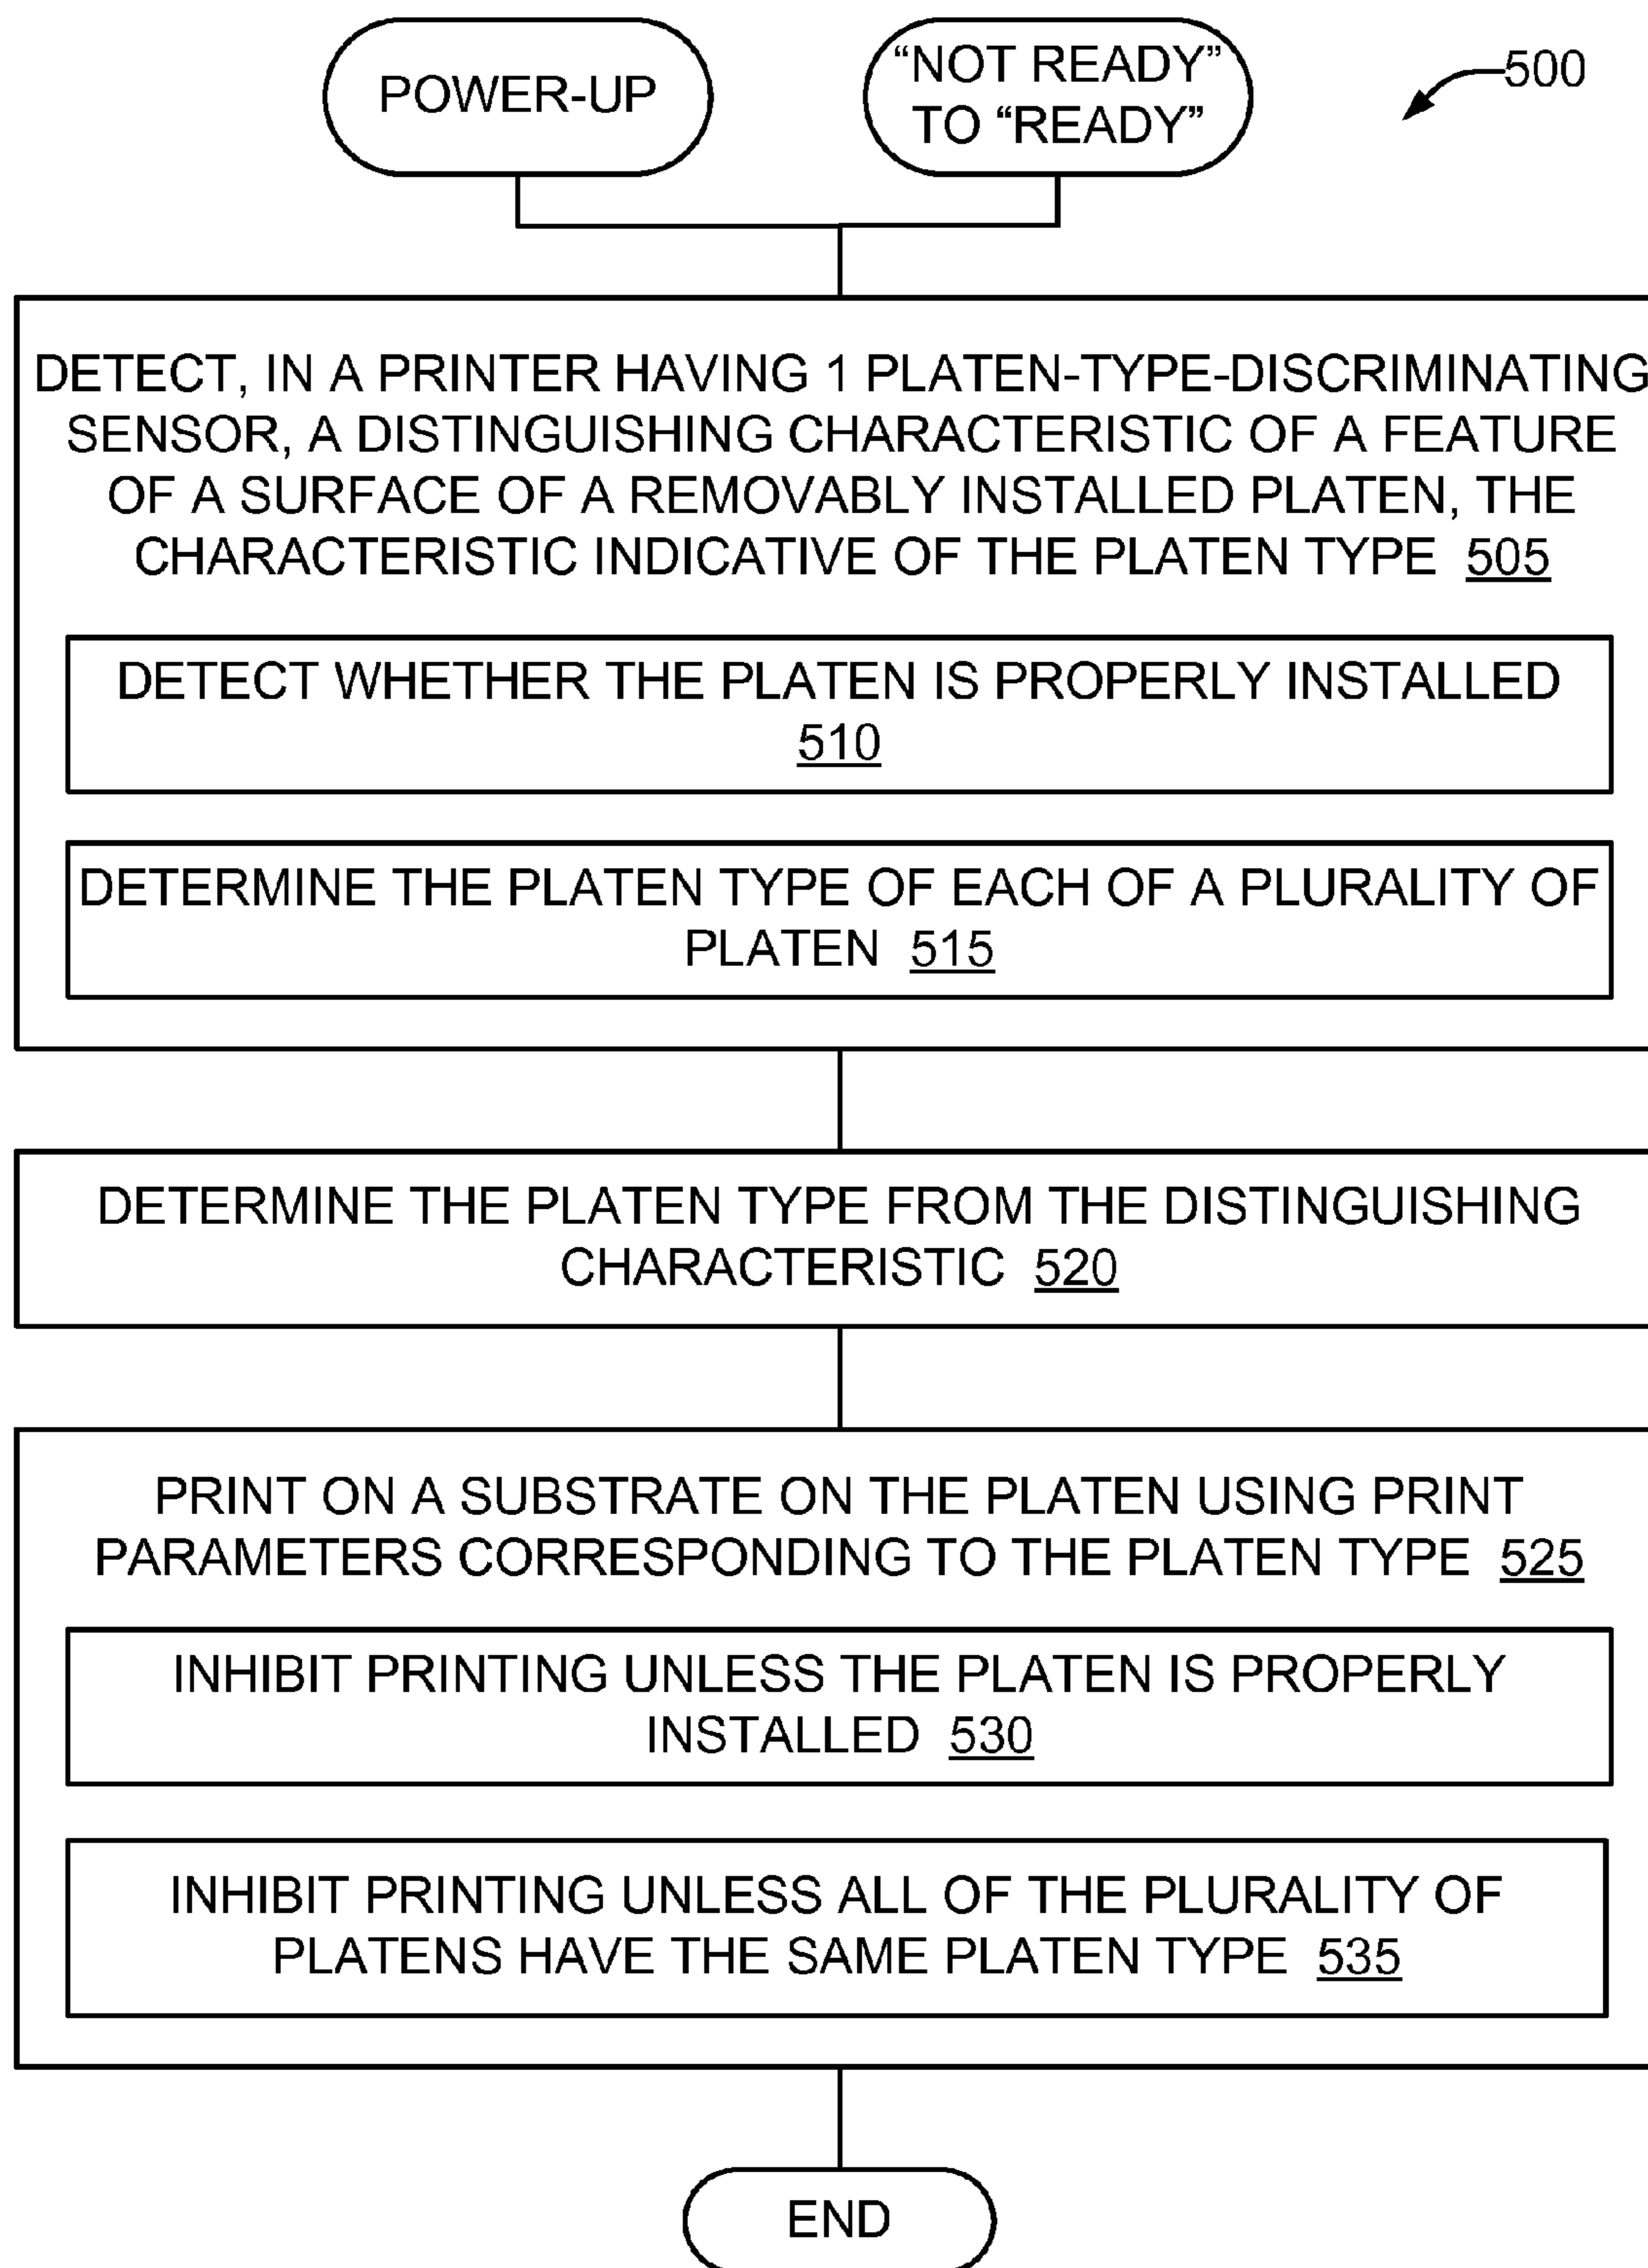 POWER-UP
“NOT READY”
TO “READY”
500
DETECT, IN A PRINTER HAVING 1 PLATEN-TYPE-DISCRIMINATING
SENSOR, A DISTINGUISHING CHARACTERISTIC OF A FEATURE
OF A SURFACE OF A REMOVABLY INSTALLED PLATEN, THE
CHARACTERISTIC INDICATIVE OF THE PLATEN TYPE 505
DETECT WHETHER THE PLATEN IS PROPERLY INSTALLED
510
DETERMINE THE PLATEN TYPE OF EACH OF A PLURALITY OF
PLATEN 515
DETERMINE THE PLATEN TYPE FROM THE DISTINGUISHING
CHARACTERISTIC 520
PRINT ON A SUBSTRATE ON THE PLATEN USING PRINT
PARAMETERS CORRESPONDING TO THE PLATEN TYPE 525
INHIBIT PRINTING UNLESS THE PLATEN IS PROPERLY
INSTALLED 530
INHIBIT PRINTING UNLESS ALL OF THE PLURALITY OF
PLATENS HAVE THE SAME PLATEN TYPE 535
END